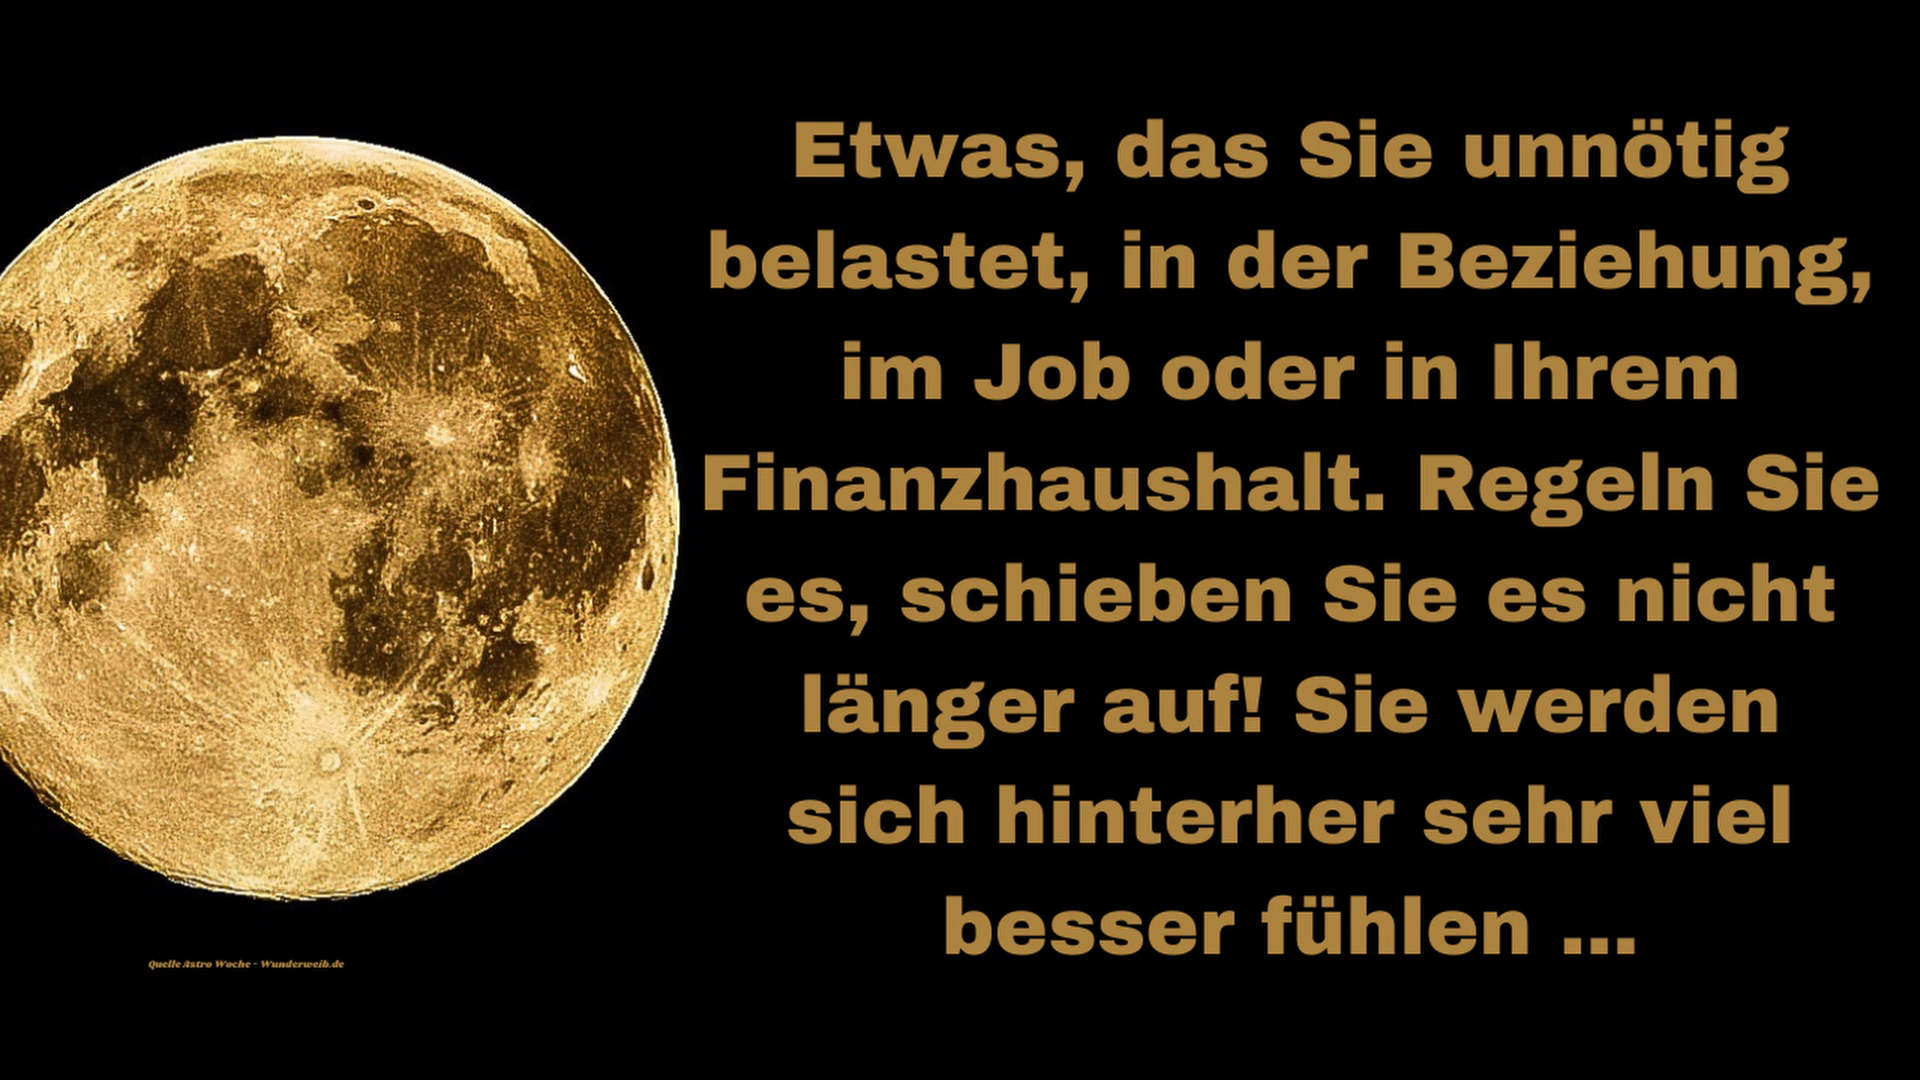 Etwas, das Sie unnötig
belastet, in der Beziehung,
im Job oder in Ihrem
Finanzhaushalt. Regeln Sie
es, schieben Sie es nicht
länger auf! Sie werden
sich hinterher sehr viel
besser fühlen ...
Quelle Astro Woche - Wunderweib.de